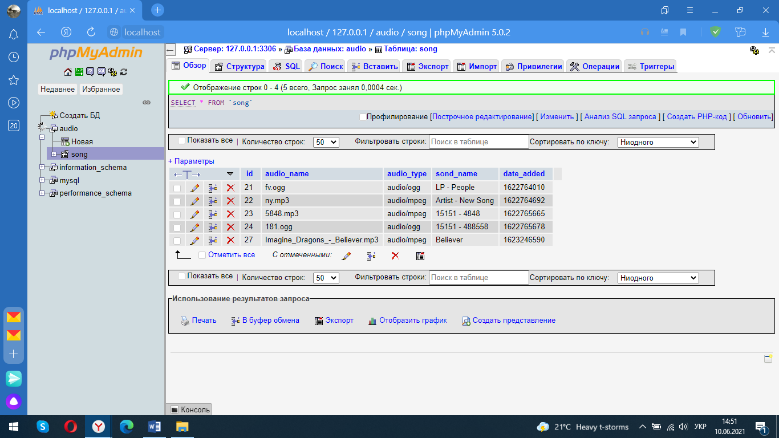 localhost / 127.0.0.1 / a
localhost
localhost / 127.0.0.1 / audio / song | phpMyAdmin 5.0.2
phpMyAdmin
Недавнее Избранное
Создать БД
audio
Новая
song
information_schema
mysql
performance_schema
Сервер: 127.0.0.1:3306 » База данных: audio » Таблица: song
Обзор Структура SQL Поиск Вставить Экспорт Импорт Привилегии Операции Триггеры
Отображение строк 0 - 4 (5 всего, Запрос занял 0,0004 сек.)
SELECT * FROM `song`
Профилирование [Построчное редактирование] [ Изменить ] [ Анализ SQL запроса ] [ Создать PHP-код ] [ Обновить]
Показать все | Количество строк: 50 Фильтровать строки: Поиск в таблице Сортировать по ключу: Ниодного
+ Параметры
←T→ id audio_name audio_type sond_name date_added
21 fv.ogg audio/ogg LP - People 1622764010
22 ny.mp3 audio/mpeg Artist - New Song 1622764692
23 5848.mp3 audio/mpeg 15151 - 4848 1622765665
24 181.ogg audio/ogg 15151 - 498558 1622765678
27 Imagine_Dragons_-_Believer.mp3 audio/mpeg Believer 1623246590
Отметить все С отмеченными:
Показать все | Количество строк: 50 Фильтровать строки: Поиск в таблице Сортировать по ключу: Ниодного
Использование результатов запроса
Печать В буфер обмена Экспорт Отобразить график Создать представление
Консоль
21°C Heavy t-storms УКР 14:51
10.06.2021